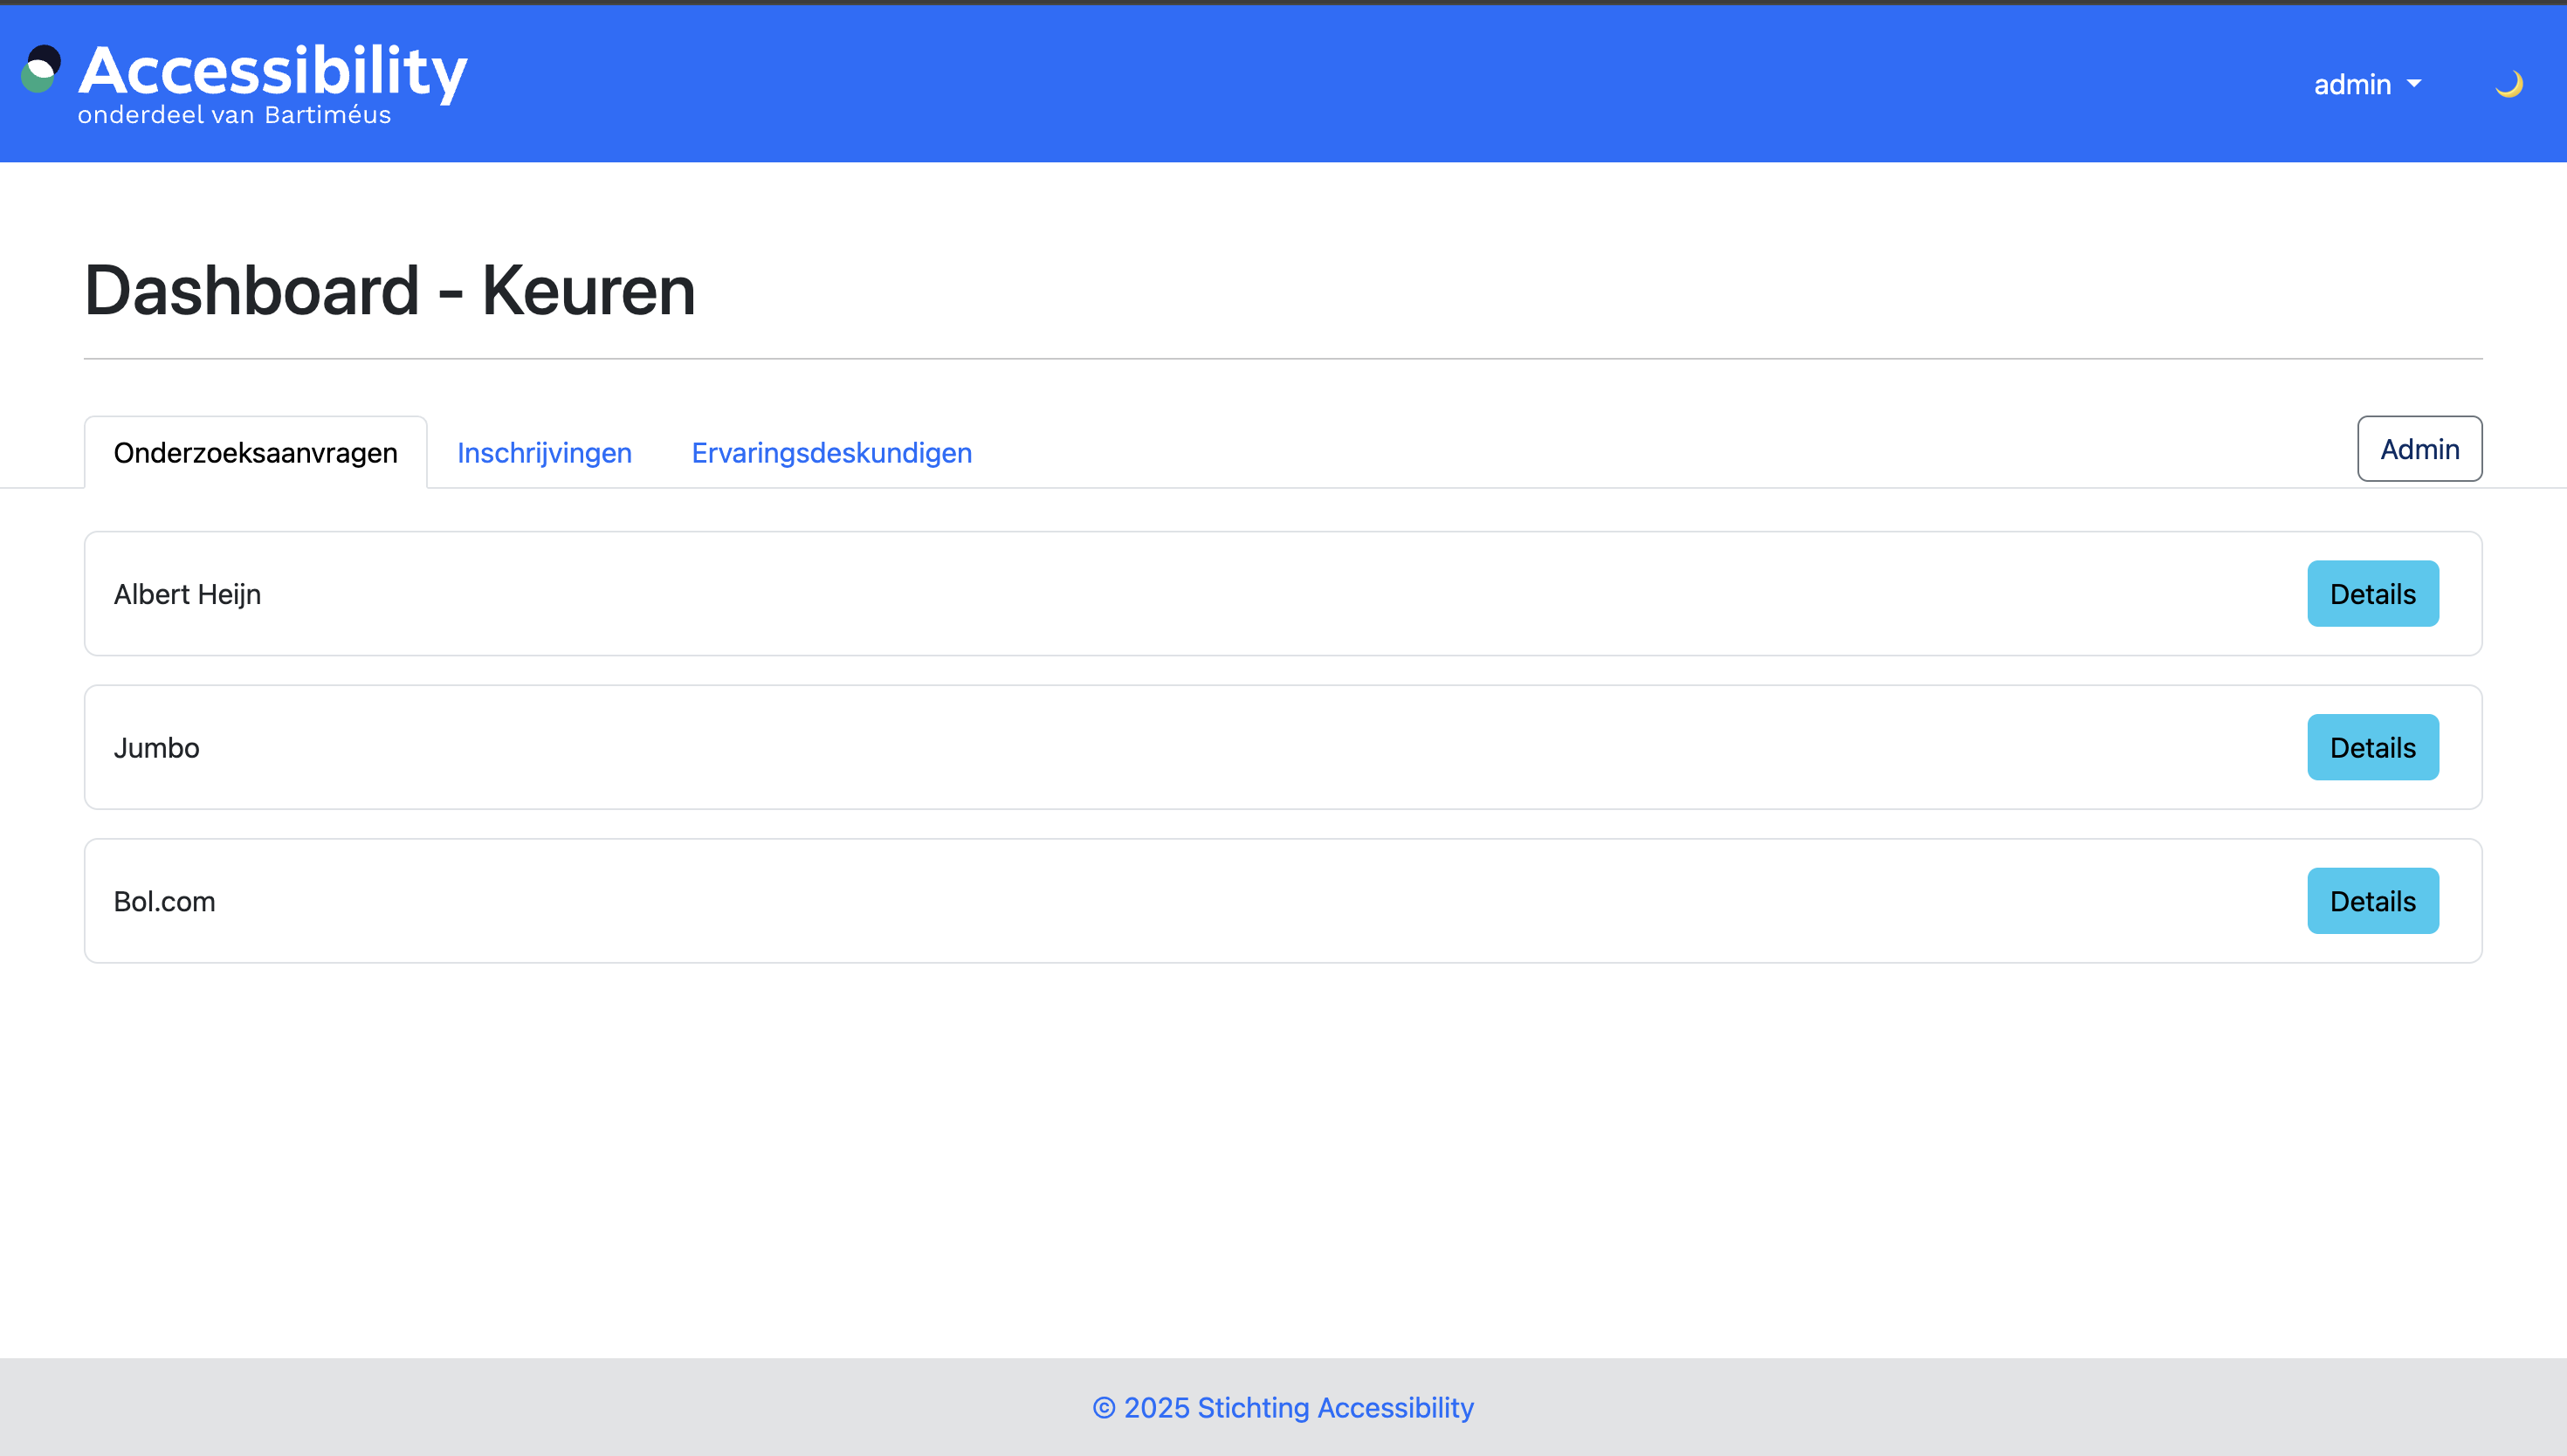 Accessibility
onderdeel van Bartiméus
admin
Dashboard - Keuren
Onderzoeksaanvragen Inschrijvingen Ervaringsdeskundigen Admin
Albert Heijn Details
Jumbo Details
Bol.com Details
© 2025 Stichting Accessibility